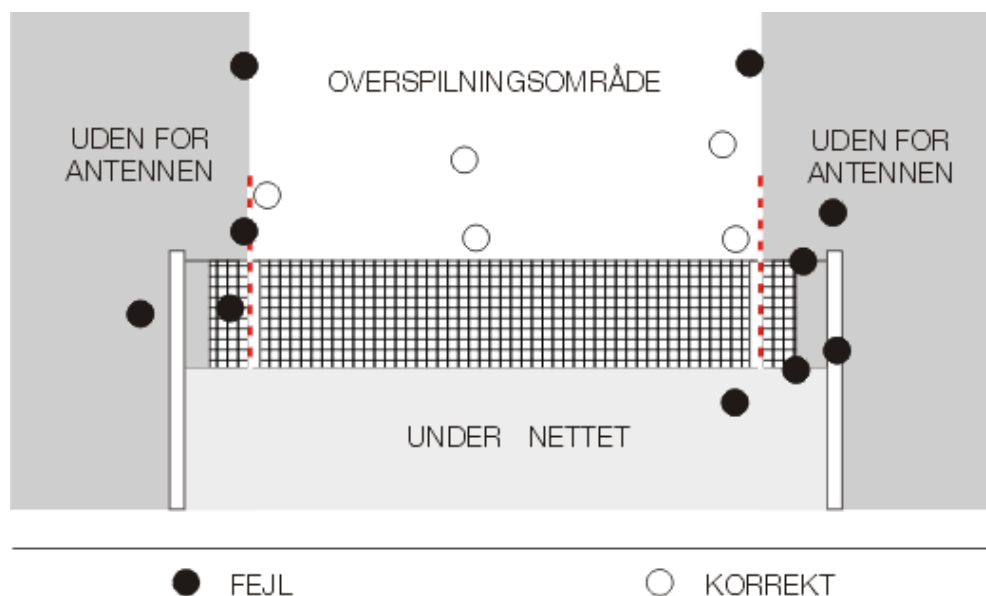 OVERSPILNINGSOMRÅDE
UDEN FOR
ANTENNEN
UDEN FOR
ANTENNEN
UNDER NETTET
FEJL
KORREKT